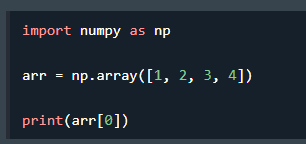 import numpy as np
arr = np.array([1, 2, 3, 4])
print(arr[0])